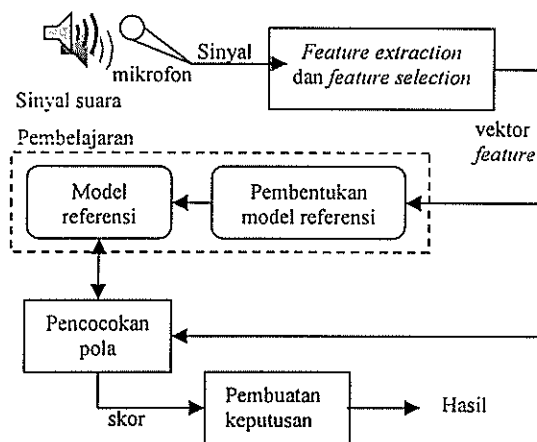 Sinyal suara
mikrofon
Sinyal
Feature extraction
dan feature selection
vektor
feature
Pembelajaran
Model
referensi
Pembentukan
model referensi
Pencocokan
pola
skor
Pembuatan
keputusan
Hasil